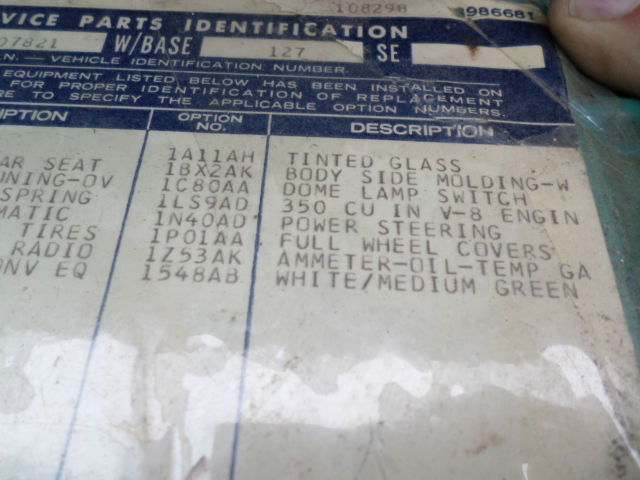 108298 986681
VICE PARTS IDENTIFICATION
07821 W/BASE 127 SE
.N. – VEHICLE IDENTIFICATION NUMBER.
EQUIPMENT LISTED BELOW HAS BEEN INSTALLED ON
FOR PROPER IDENTIFICATION OF REPLACEMENT
RE TO SPECIFY THE APPLICABLE OPTION NUMBERS.
IPTION OPTION NO. DESCRIPTION
AR SEAT 1A11AH TINTED GLASS
ONING-OV 1BX2AK BODY SIDE MOLDING-W
SPRING 1C80AA DOME LAMP SWITCH
MATIC 1LS9AD 350 CU IN V-8 ENGIN
TIRES 1N40AD POWER STEERING
RADIO 1P01AA FULL WHEEL COVERS
ONV EQ 1Z53AK AMMETER-OIL-TEMP GA
1548AB WHITE/MEDIUM GREEN